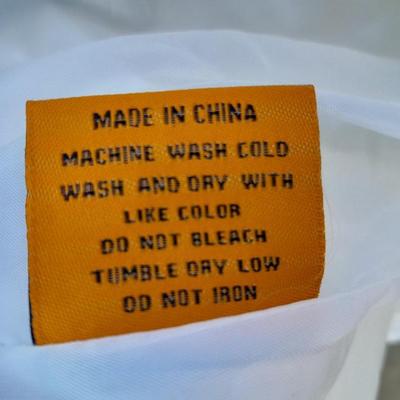 MADE IN CHINA
MACHINE WASH COLD
WASH AND DRY WITH
LIKE COLOR
DO NOT BLEACH
TUMBLE DRY LOW
DO NOT IRON